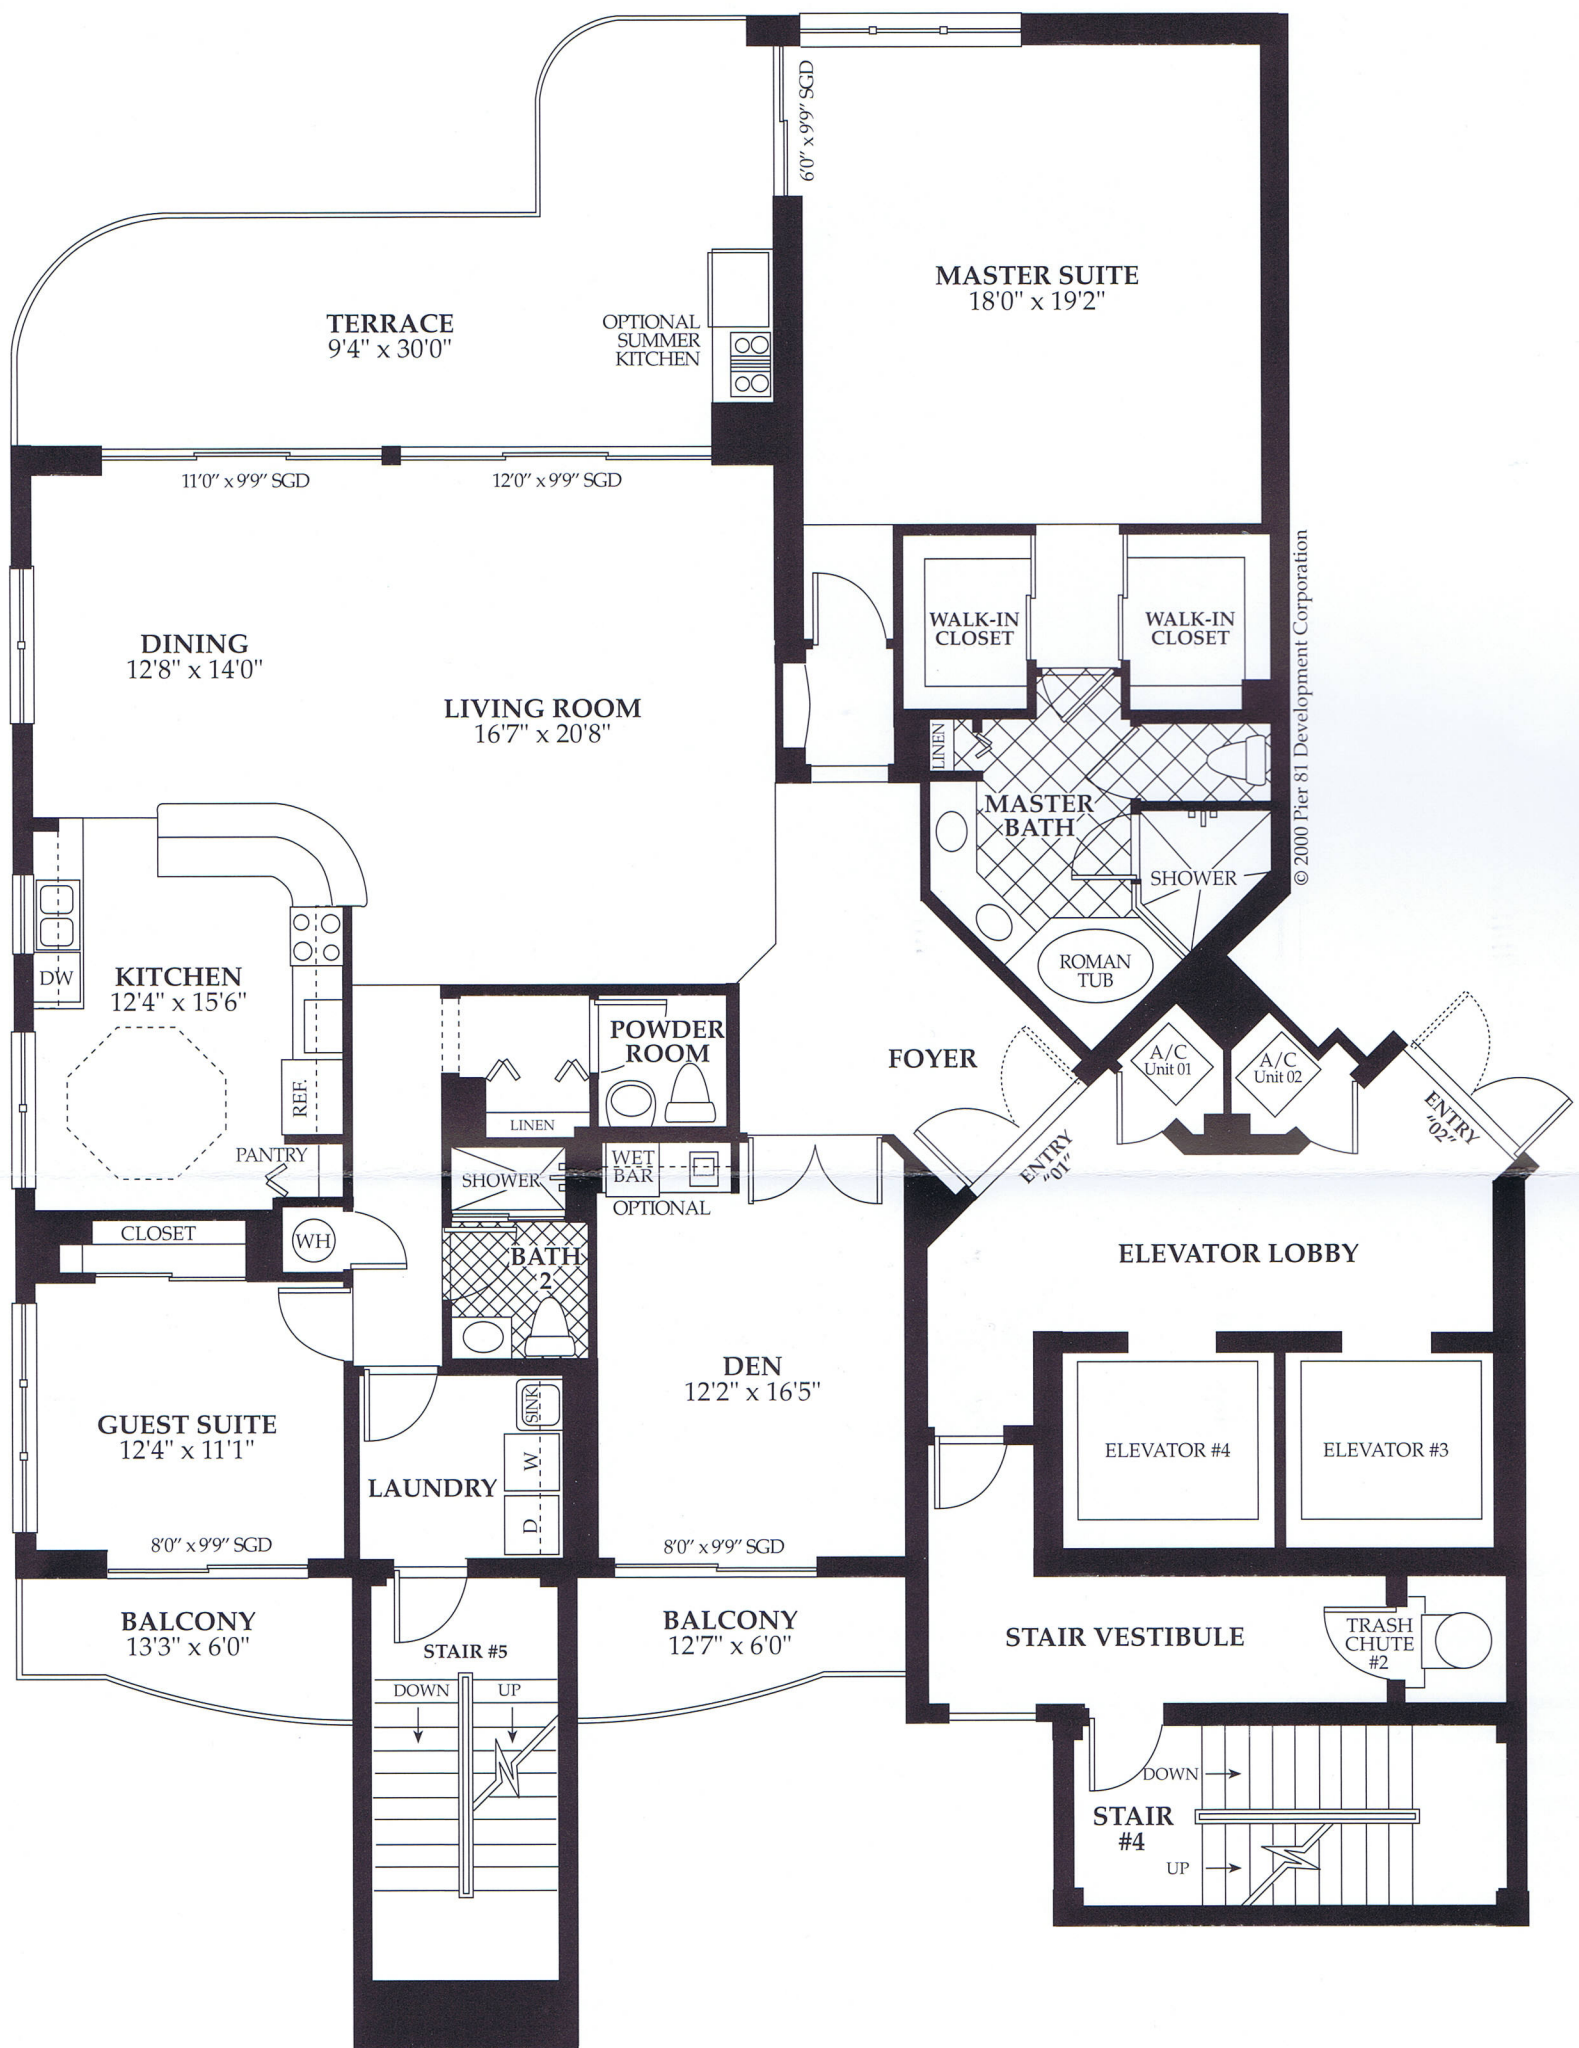 6'0" x 9'9" SGD
MASTER SUITE
18'0" x 19'2"
TERRACE
9'4" x 30'0"
OPTIONAL
SUMMER
KITCHEN
11'0" x 9'9" SGD
12'0" x 9'9" SGD
WALK-IN
CLOSET
WALK-IN
CLOSET
© 2000 Pier 81 Development Corporation
DINING
12'8" x 14'0"
LIVING ROOM
16'7" x 20'8"
LINEN
MASTER
BATH
SHOWER
ROMAN
TUB
DW
KITCHEN
12'4" x 15'6"
REF.
PANTRY
POWDER
ROOM
LINEN
FOYER
A/C
Unit 01
A/C
Unit 02
ENTRY
"01"
ENTRY
"02"
WET
BAR
OPTIONAL
SHOWER
CLOSET
WH
BATH
2
ELEVATOR LOBBY
GUEST SUITE
12'4" x 11'1"
8'0" x 9'9" SGD
LAUNDRY
SINK
W
D
DEN
12'2" x 16'5"
8'0" x 9'9" SGD
ELEVATOR #4
ELEVATOR #3
BALCONY
13'3" x 6'0"
STAIR #5
DOWN
UP
BALCONY
12'7" x 6'0"
STAIR VESTIBULE
TRASH
CHUTE
#2
DOWN
STAIR
#4
UP